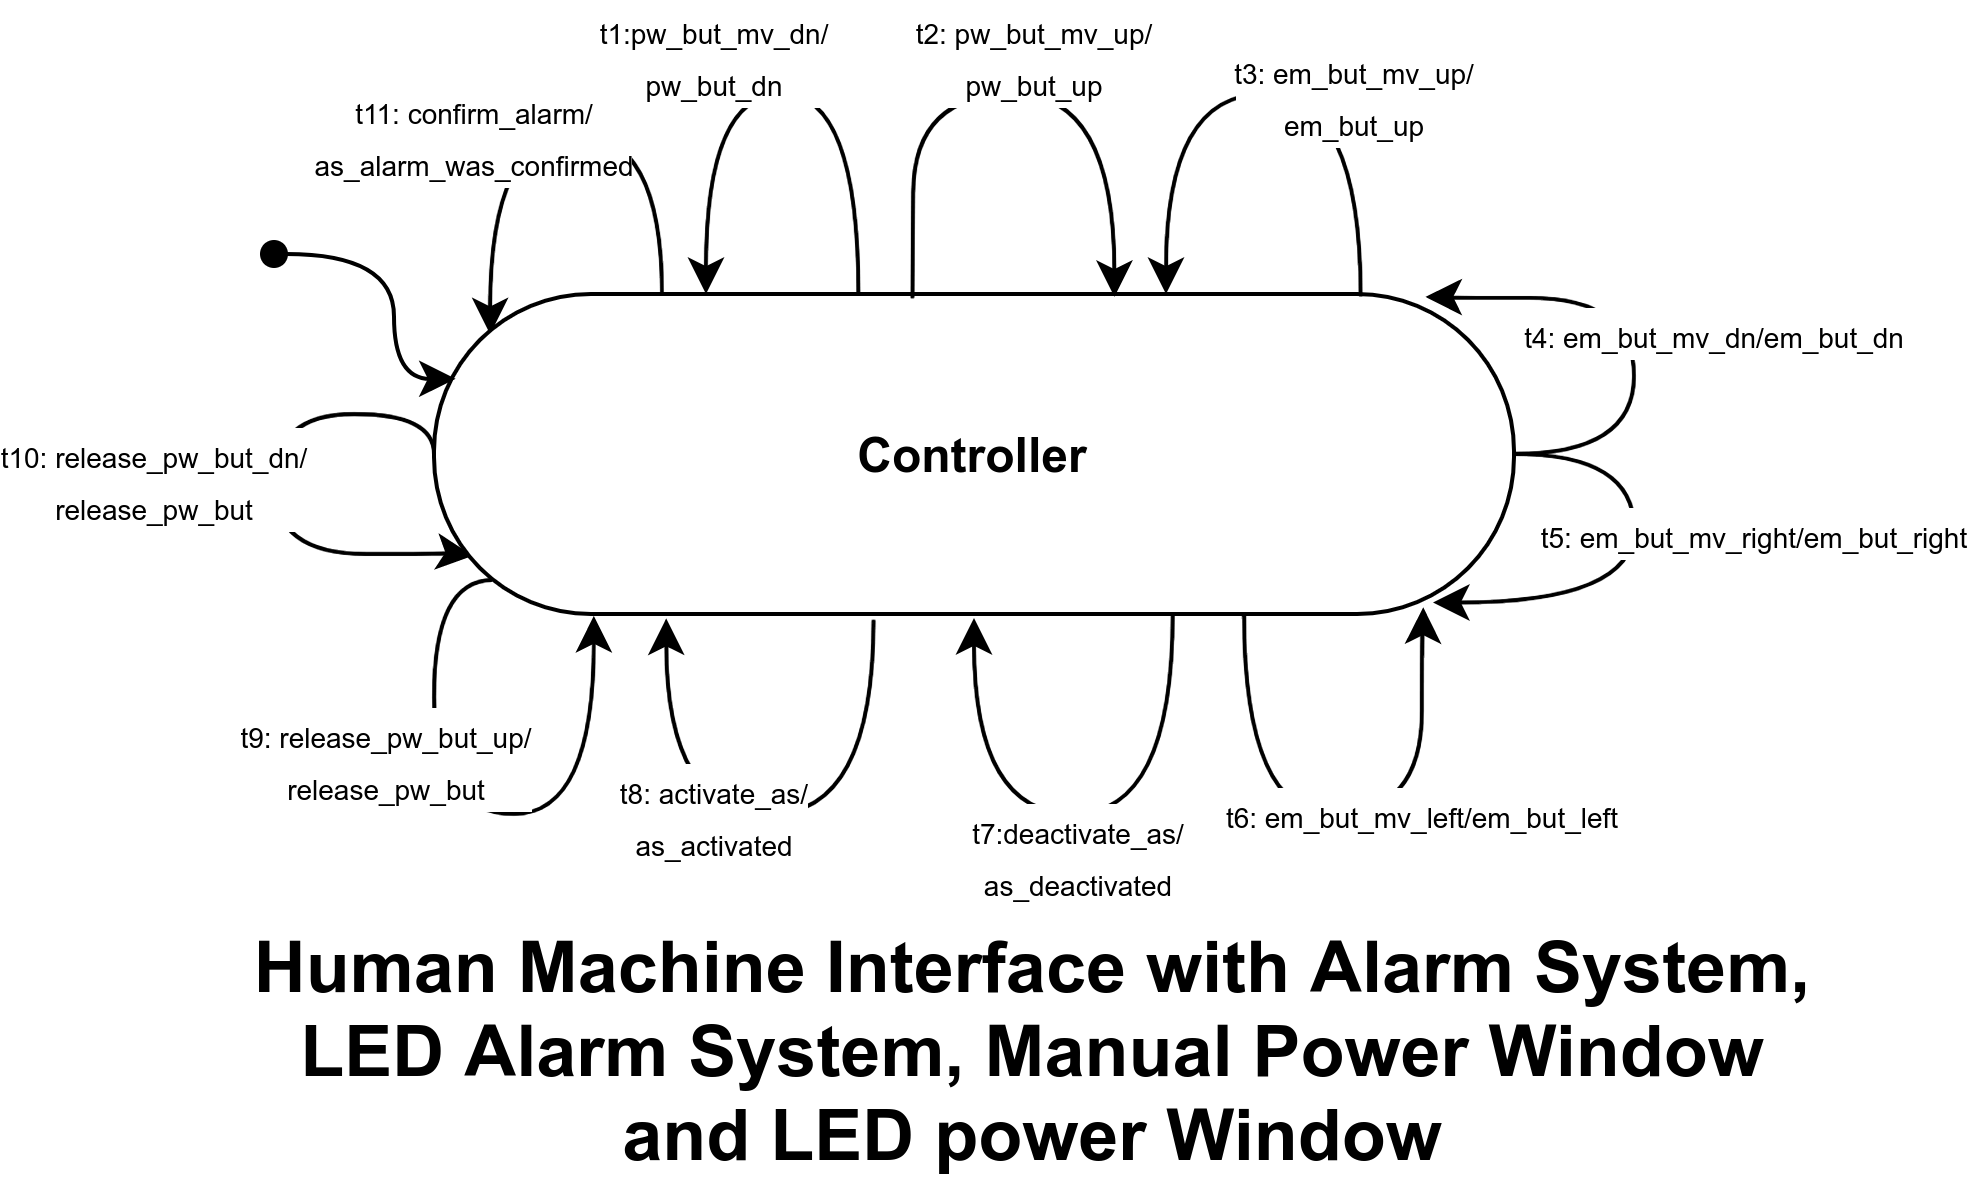 t1:pw_but_mv_dn/
pw_but_dn
t2: pw_but_mv_up/
pw_but_up
t3: em_but_mv_up/
em_but_up
t11: confirm_alarm/
as_alarm_was_confirmed
t4: em_but_mv_dn/em_but_dn
Controller
t10: release_pw_but_dn/
release_pw_but
t5: em_but_mv_right/em_but_right
t9: release_pw_but_up/
release_pw_but
t8: activate_as/
as_activated
t7:deactivate_as/
as_deactivated
t6: em_but_mv_left/em_but_left
Human Machine Interface with Alarm System,
LED Alarm System, Manual Power Window
and LED power Window